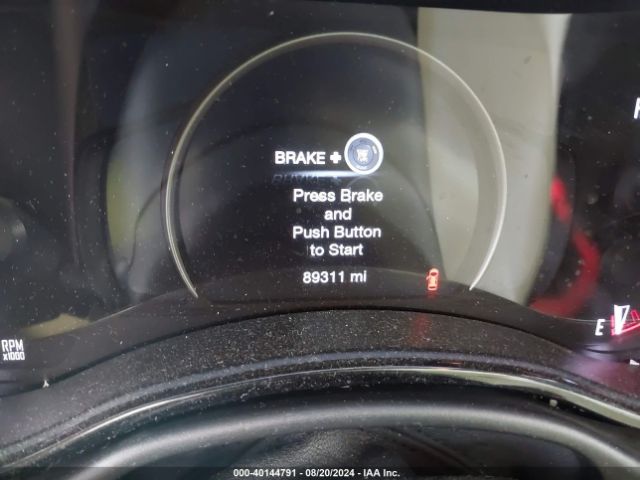 BRAKE +
Press Brake
and
Push Button
to Start
89311 mi
E
RPM
x1000
000-40144791 - 08/20/2024 - IAA Inc.